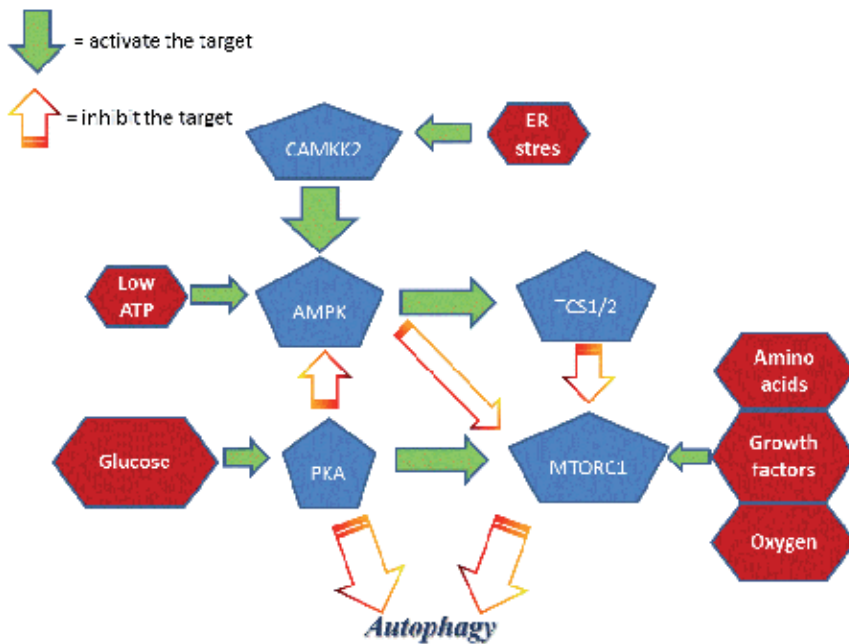 = activate the target
= inhibit the target
CAMKK2
ER
stres
Low
ATP
AMPK
TCS1/2
Amino
acids
Glucose
PKA
MTORC1
Growth
factors
Oxygen
Autophagy